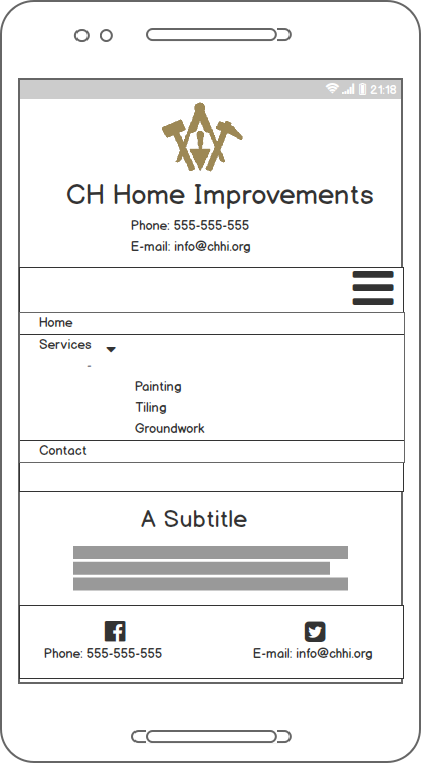 21:18
CH Home Improvements
Phone: 555-555-555
E-mail: info@chhi.org
Home
Services
-
Painting
Tiling
Groundwork
Contact
A Subtitle
Phone: 555-555-555 E-mail: info@chhi.org